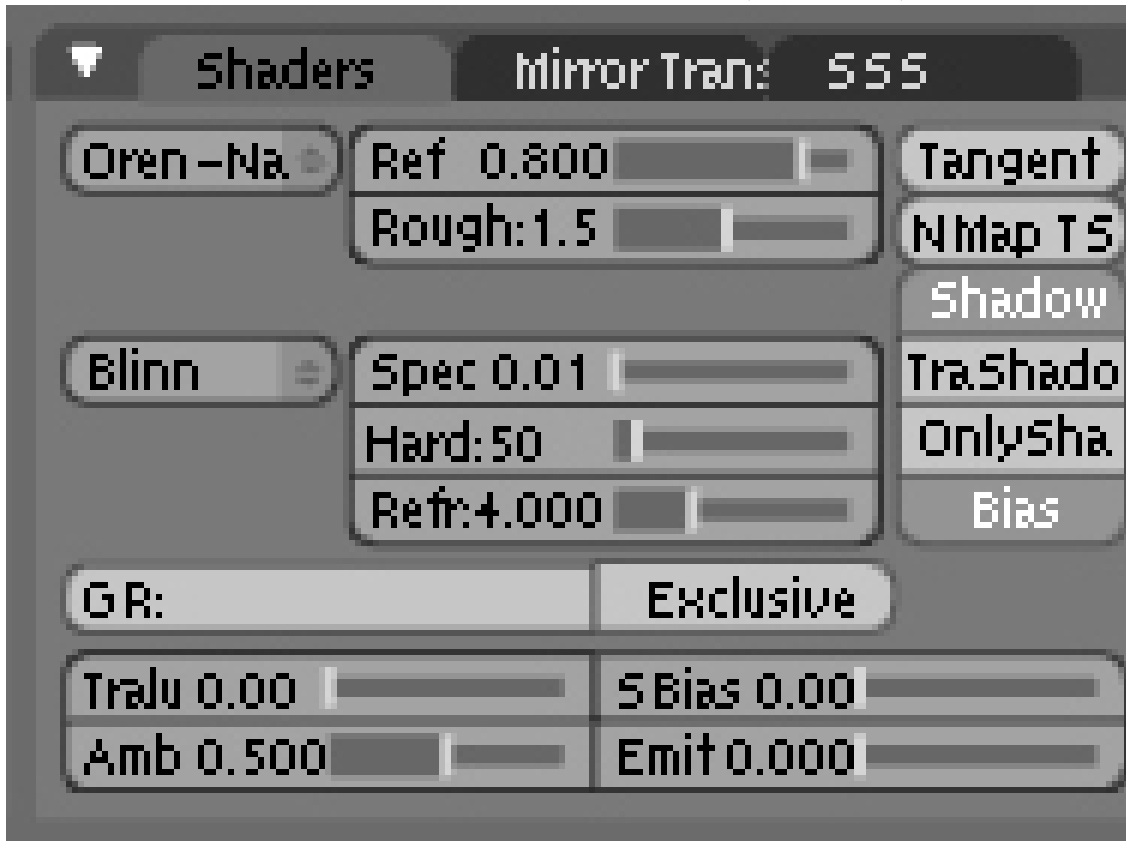 Shaders Mirror Trans SSS
Oren-Na Ref 0.800 Tangent
Rough:1.5 NMap TS
Shadow
Blinn Spec 0.01 TraShado
Hard:50 OnlySha
Refr:4.000 Bias
GR: Exclusive
Tralu 0.00 SBias 0.00
Amb 0.500 Emit 0.000